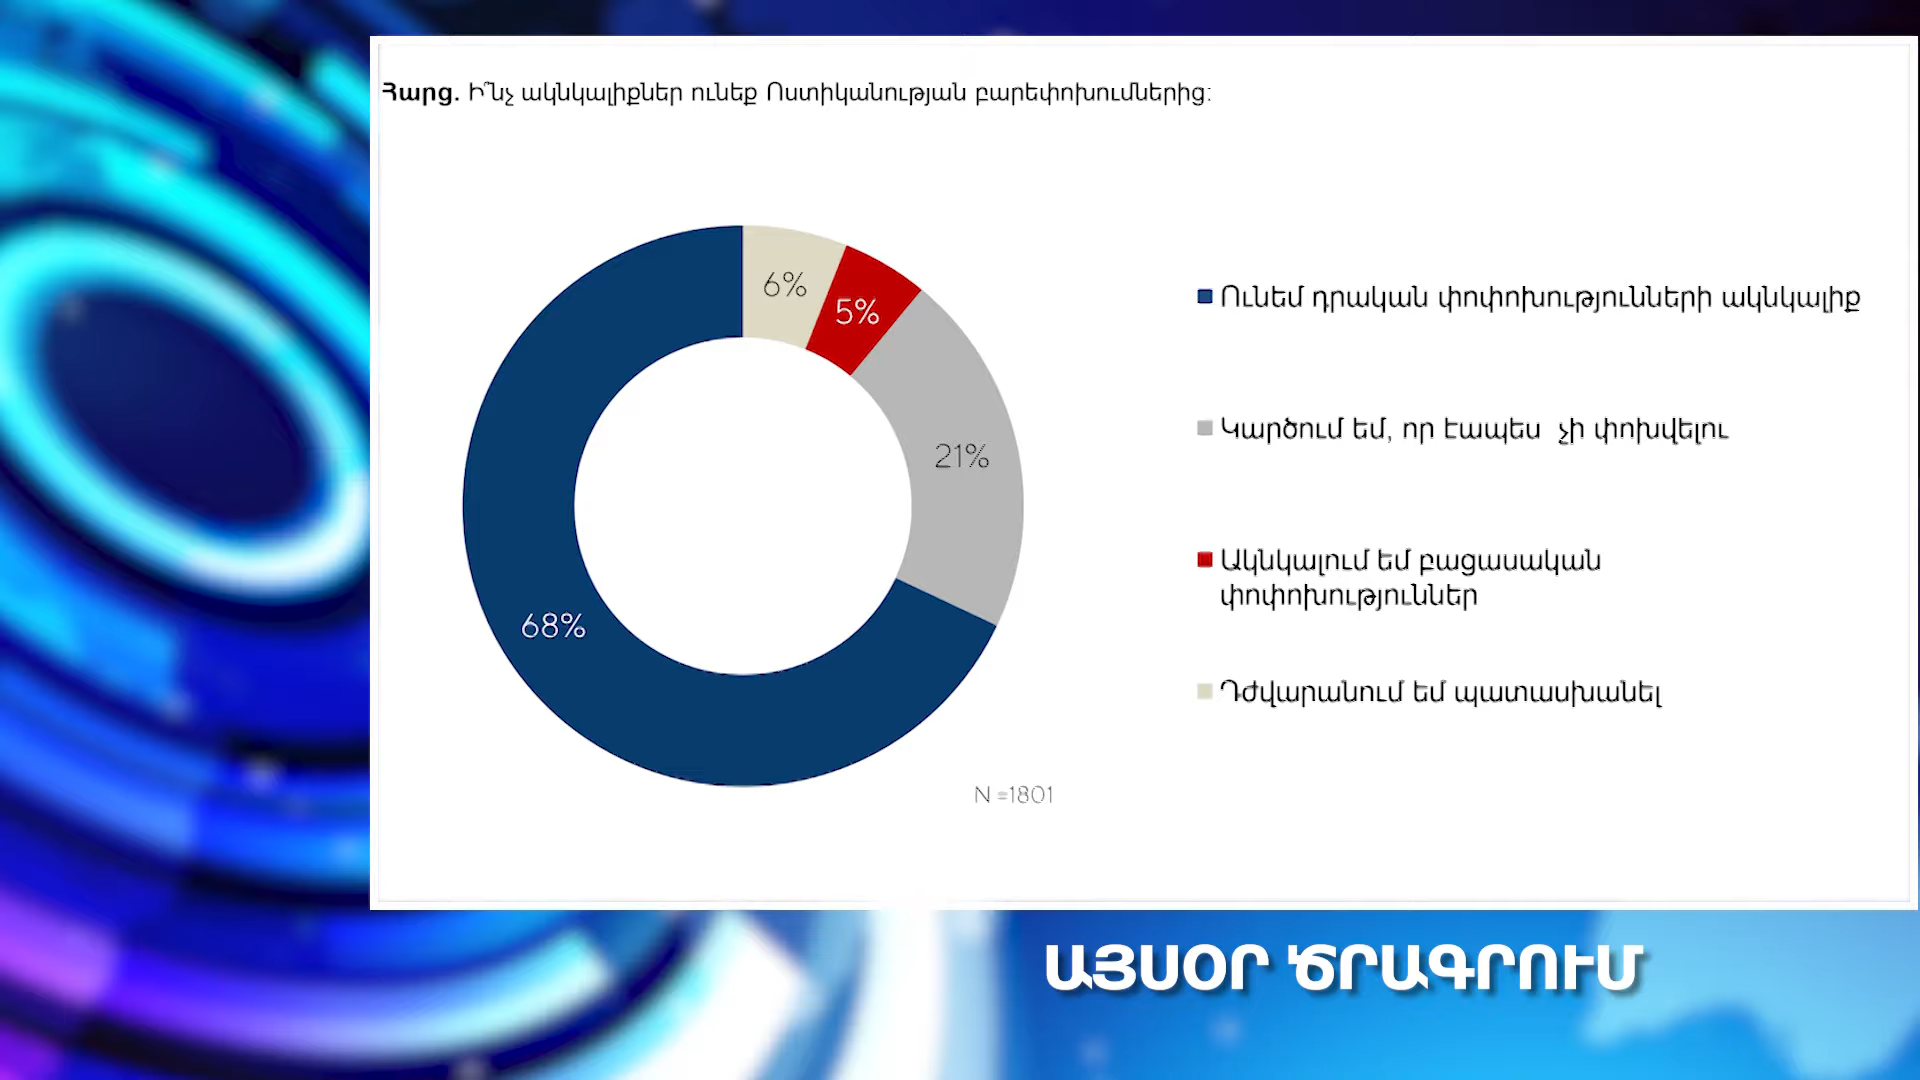 Հարց. Ի՞նչ ակնկալիքներ ունեք Ոստիկանության բարեփոխումներից:
6%
5%
21%
68%
N =1801
Ունեմ դրական փոփոխությունների ակնկալիք
Կարծում եմ, որ էապես չի փոխվելու
Ակնկալում եմ բացասական
փոփոխություններ
Դժվարանում եմ պատասխանել
ԱՅՍՕՐ ԾՐԱԳՐՈՒՄ